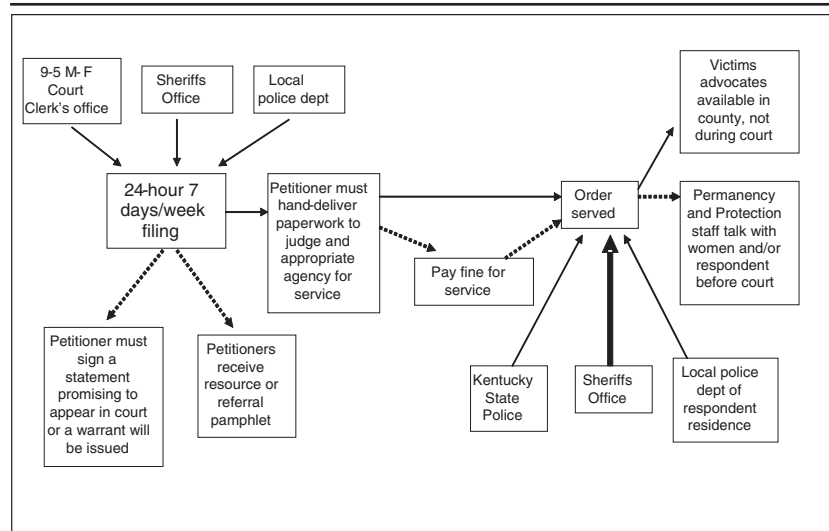 9-5 M-F
Court
Clerk's office
Sheriffs
Office
Local
police dept
24-hour 7
days/week
filing
Petitioner must
hand-deliver
paperwork to
judge and
appropriate
agency for
service
Pay fine for
service
Order
served
Victims
advocates
available in
county, not
during court
Permanency
and Protection
staff talk with
women and/or
respondent
before court
Petitioner must
sign a
statement
promising to
appear in court
or a warrant will
be issued
Petitioners
receive
resource or
referral
pamphlet
Kentucky
State
Police
Sheriffs
Office
Local police
dept of
respondent
residence